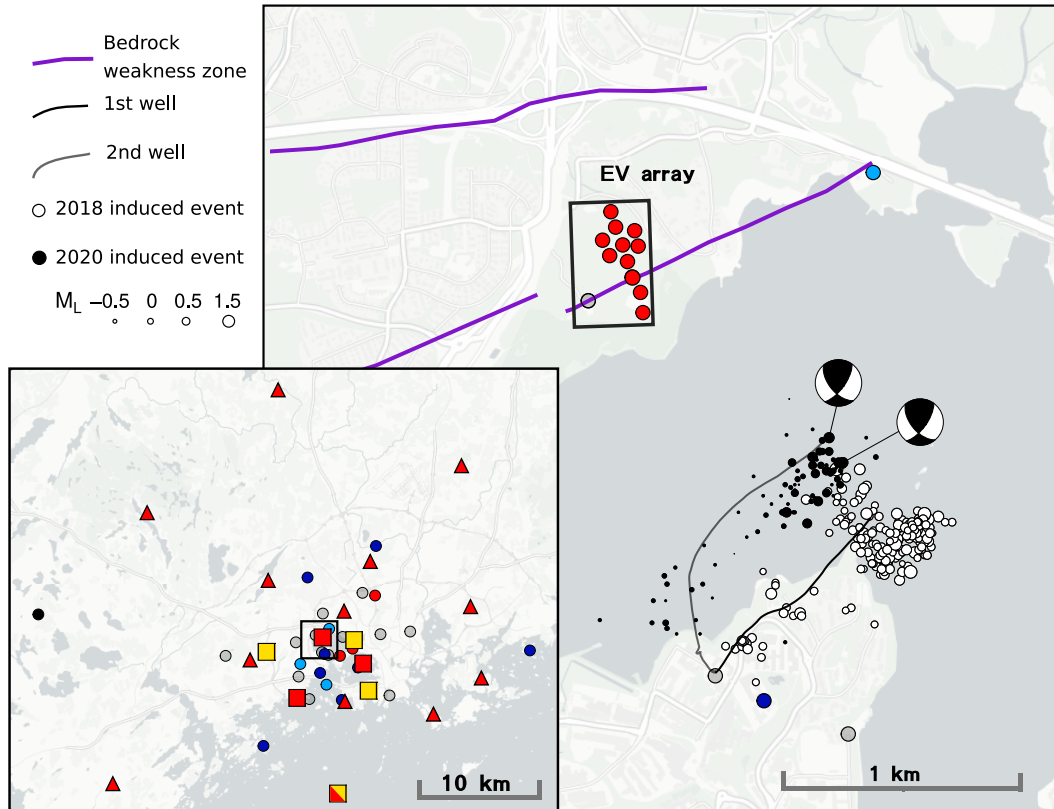 Bedrock
weakness zone
1st well
2nd well
2018 induced event
2020 induced event
M_L −0.5 0 0.5 1.5
EV array
10 km
1 km